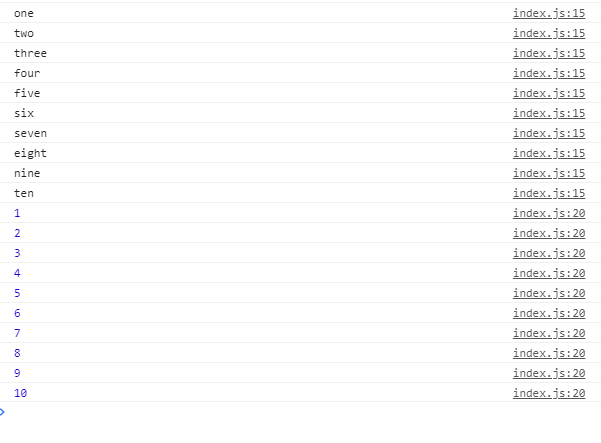 one index.js:15
two index.js:15
three index.js:15
four index.js:15
five index.js:15
six index.js:15
seven index.js:15
eight index.js:15
nine index.js:15
ten index.js:15
1 index.js:20
2 index.js:20
3 index.js:20
4 index.js:20
5 index.js:20
6 index.js:20
7 index.js:20
8 index.js:20
9 index.js:20
10 index.js:20